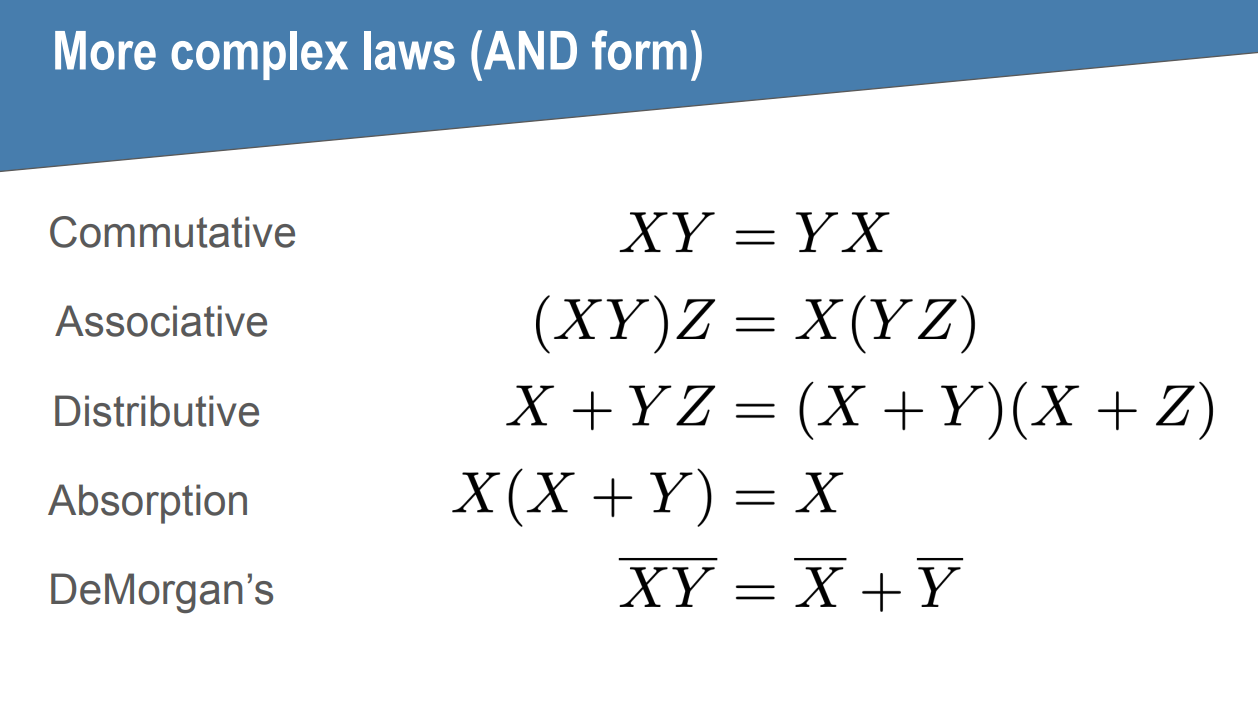 More complex laws (AND form)
Commutative XY = YX
Associative (XY)Z = X(YZ)
Distributive X + YZ = (X + Y)(X + Z)
Absorption X(X + Y) = X
DeMorgan’s \overline{XY} = \overline{X} + \overline{Y}